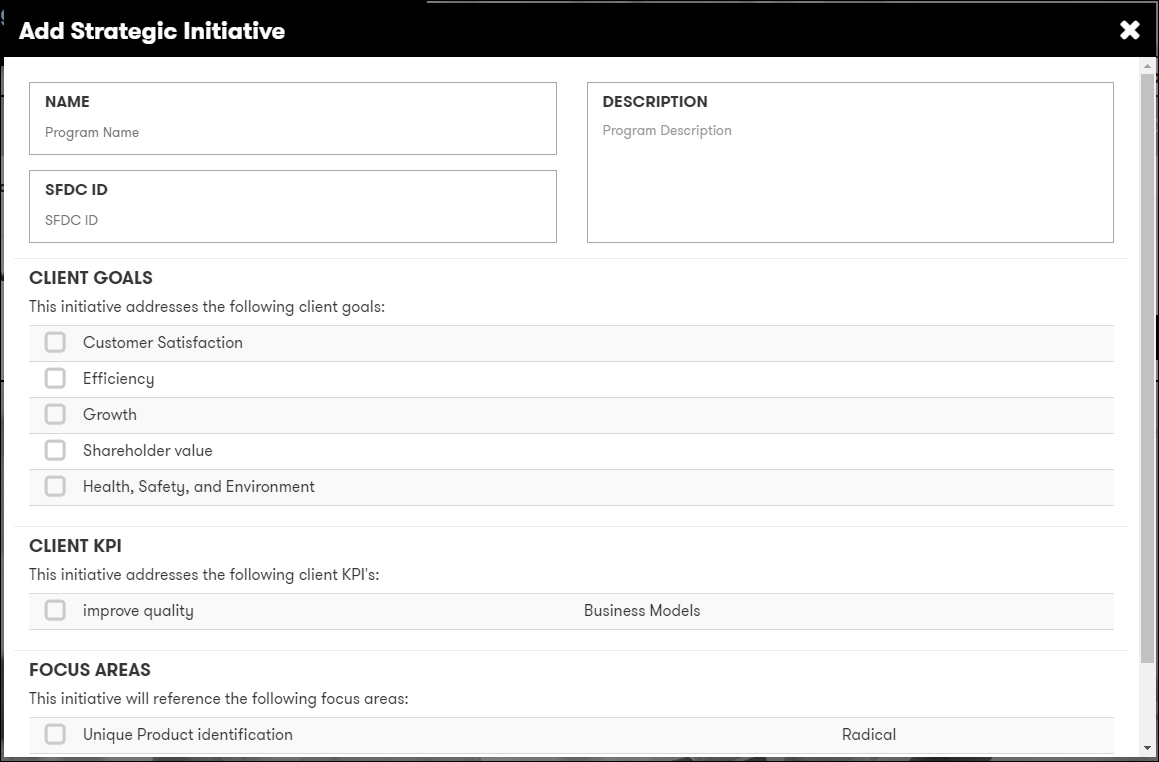 Add Strategic Initiative
NAME
Program Name
DESCRIPTION
Program Description
SFDC ID
SFDC ID
CLIENT GOALS
This initiative addresses the following client goals:
Customer Satisfaction
Efficiency
Growth
Shareholder value
Health, Safety, and Environment
CLIENT KPI
This initiative addresses the following client KPI's:
improve quality Business Models
FOCUS AREAS
This initiative will reference the following focus areas:
Unique Product identification Radical